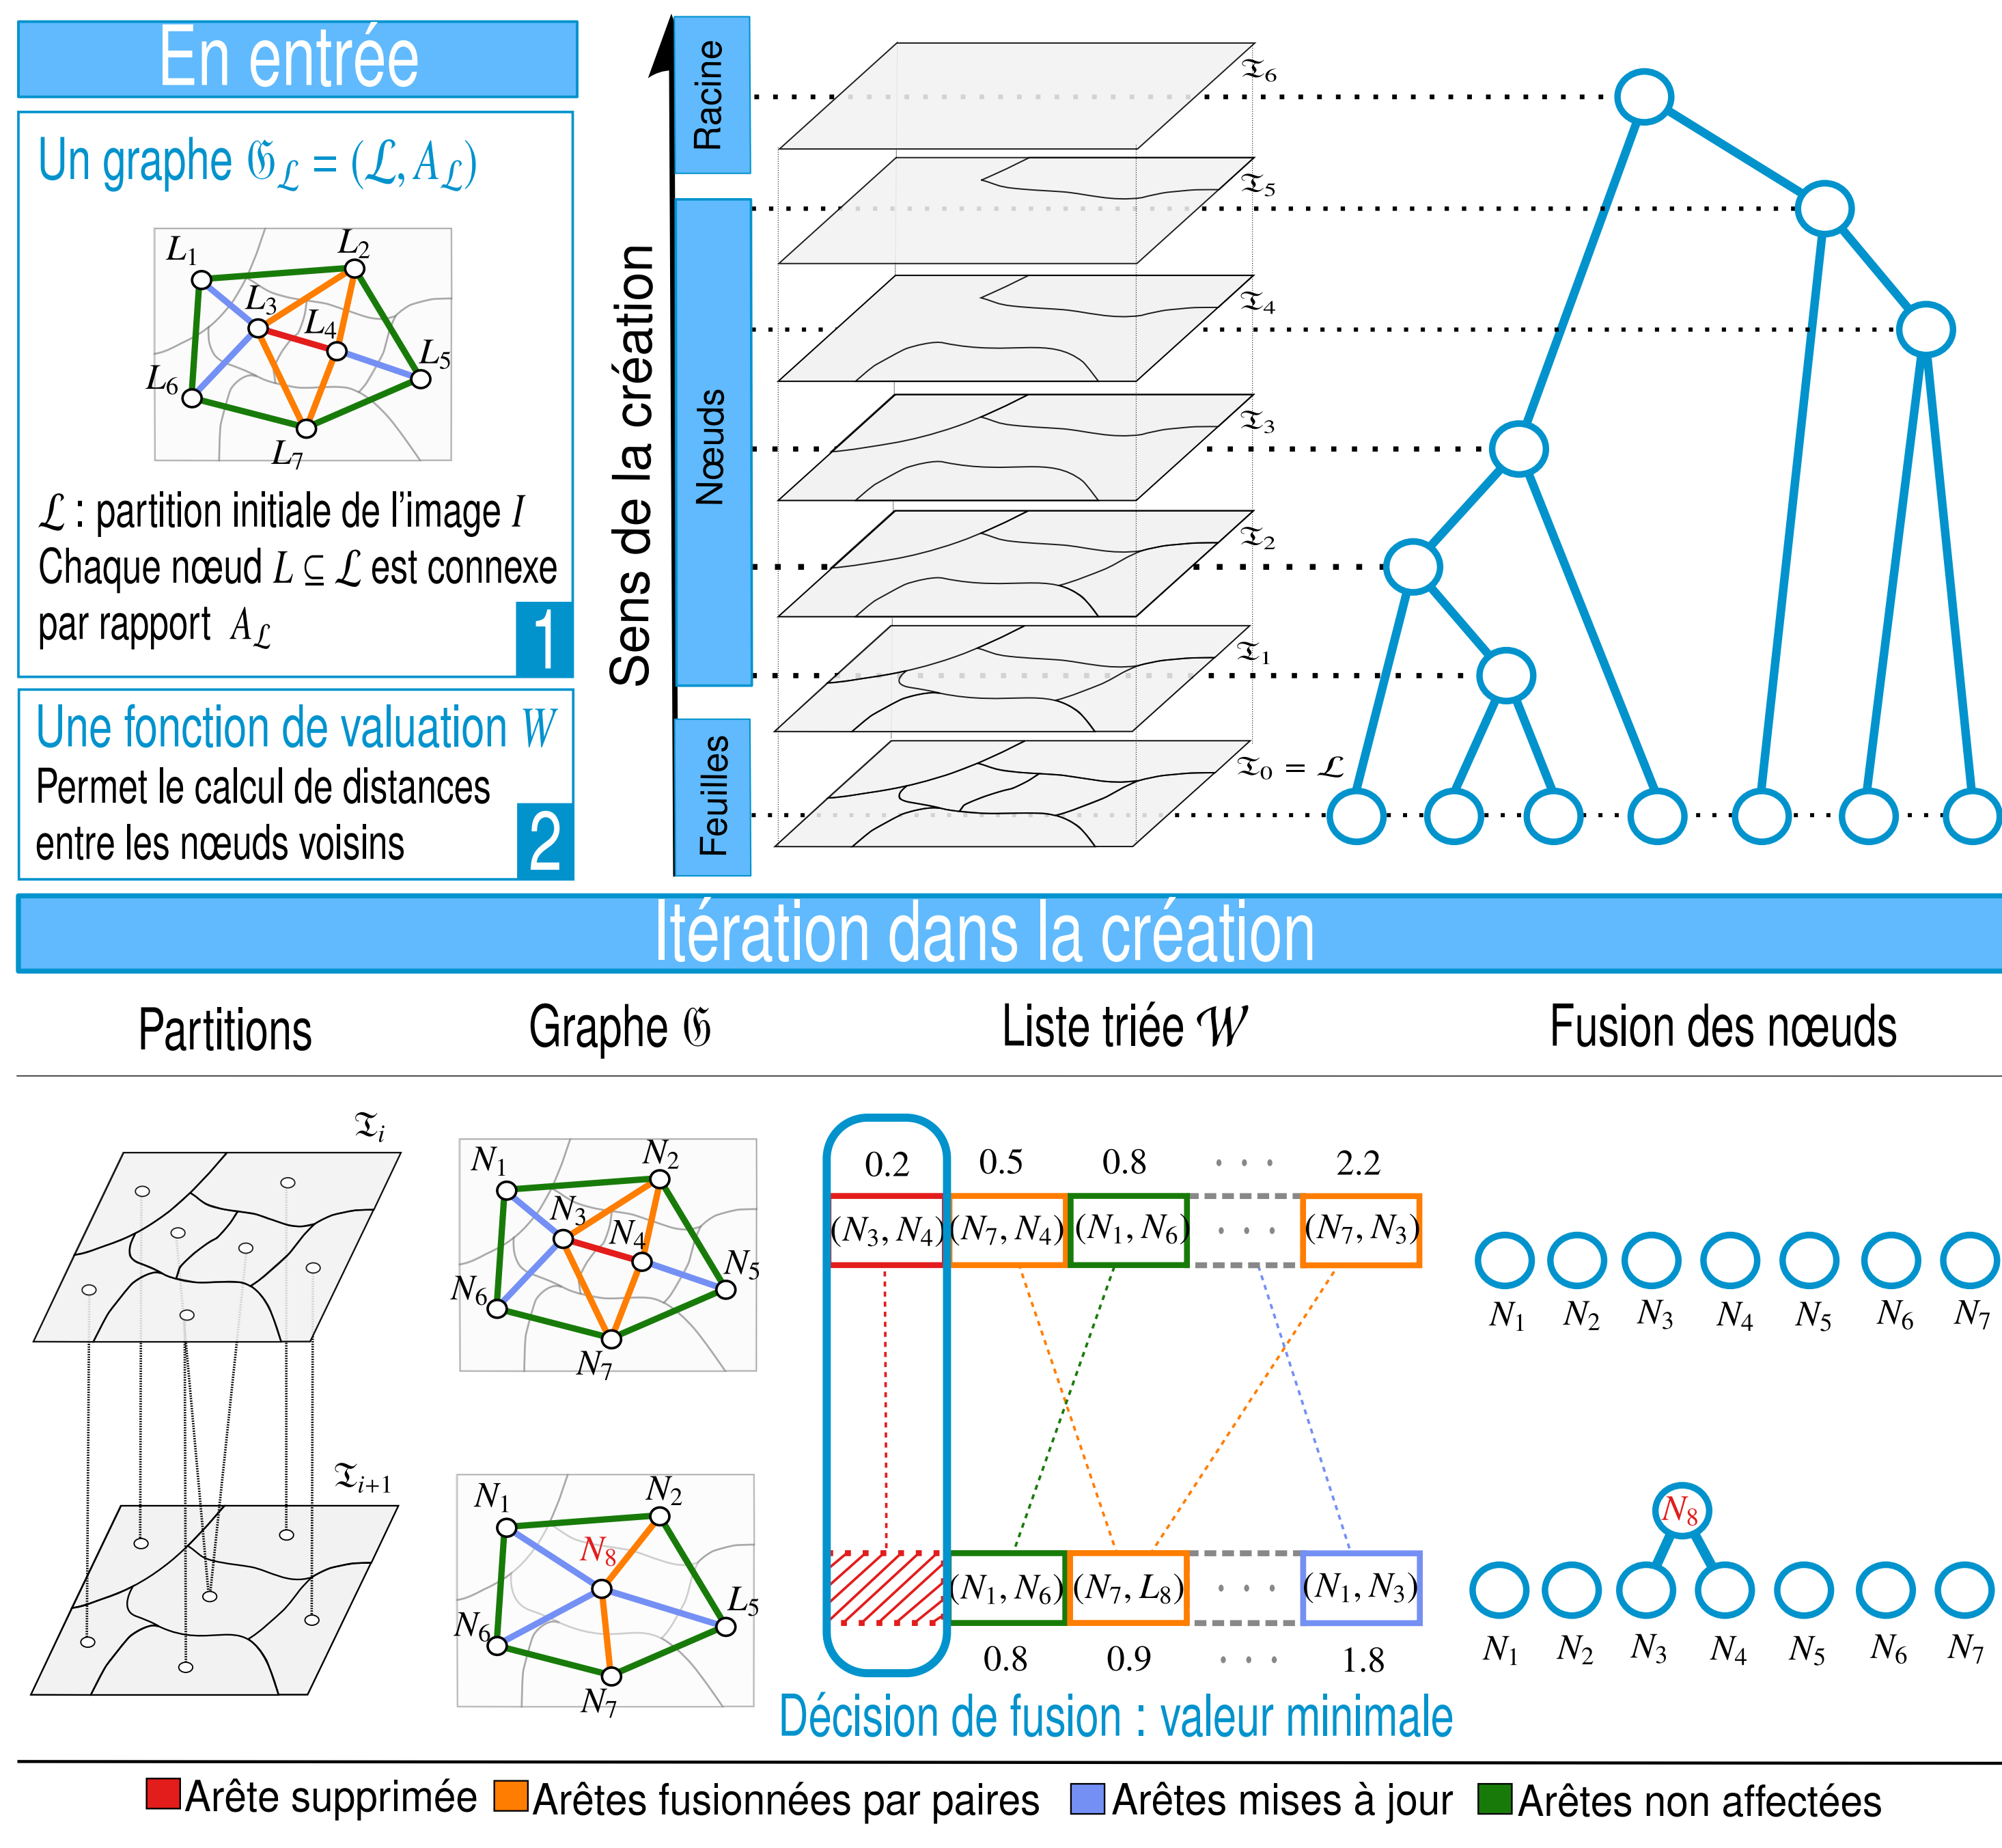 En entrée
Un graphe 𝔊ℒ = (ℒ, Aℒ)
L1
L2
L3
L4
L5
L6
L7
ℒ : partition initiale de l'image I
Chaque nœud L ⊆ ℒ est connexe
par rapport Aℒ
1
Une fonction de valuation W
Permet le calcul de distances
entre les nœuds voisins
2
Sens de la création
Racine
Nœuds
Feuilles
𝔗6
𝔗5
𝔗4
𝔗3
𝔗2
𝔗1
𝔗0 = ℒ
Itération dans la création
Partitions
Graphe 𝔊
Liste triée 𝒲
Fusion des nœuds
𝔗i
N1
N2
N3
N4
N5
N6
N7
0.2 0.5 0.8 · · · 2.2
(N3, N4) (N7, N4) (N1, N6) · · · (N7, N3)
N1 N2 N3 N4 N5 N6 N7
𝔗i+1
N1
N2
N8
L5
N6
N7
(N1, N6) (N7, L8) · · · (N1, N3)
0.8 0.9 · · · 1.8
N8
N1 N2 N3 N4 N5 N6 N7
Décision de fusion : valeur minimale
Arête supprimée Arêtes fusionnées par paires Arêtes mises à jour Arêtes non affectées